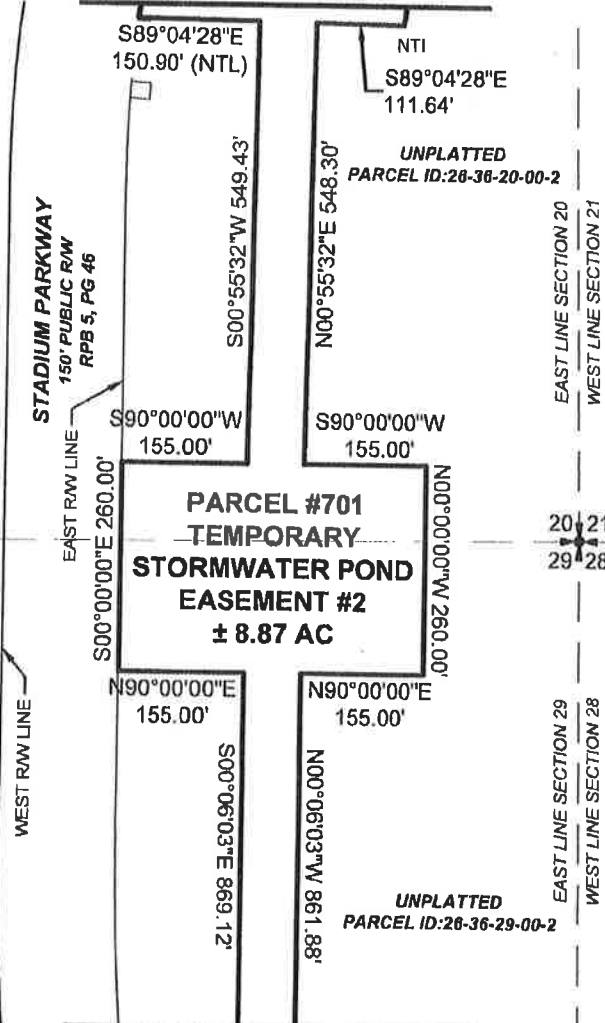 S89°04'28"E
150.90' (NTL)
NTI
S89°04'28"E
111.64'
UNPLATTED
PARCEL ID:26-36-20-00-2
S00°55'32"W 549.43'
N00°55'32"E 548.30'
STADIUM PARKWAY
150' PUBLIC R/W
RPB 5, PG 46
EAST LINE SECTION 20
WEST LINE SECTION 21
EAST R/W LINE
S90°00'00"W
155.00'
S90°00'00"W
155.00'
S00°00'00"E 260.00'
PARCEL #701
TEMPORARY
STORMWATER POND
EASEMENT #2
± 8.87 AC
N00°00'00"W 260.00'
20 21
29 28
N90°00'00"E
155.00'
N90°00'00"E
155.00'
WEST R/W LINE
S00°06'03"E 869.12'
N00°06'03"W 861.88'
EAST LINE SECTION 29
WEST LINE SECTION 28
UNPLATTED
PARCEL ID:26-36-29-00-2